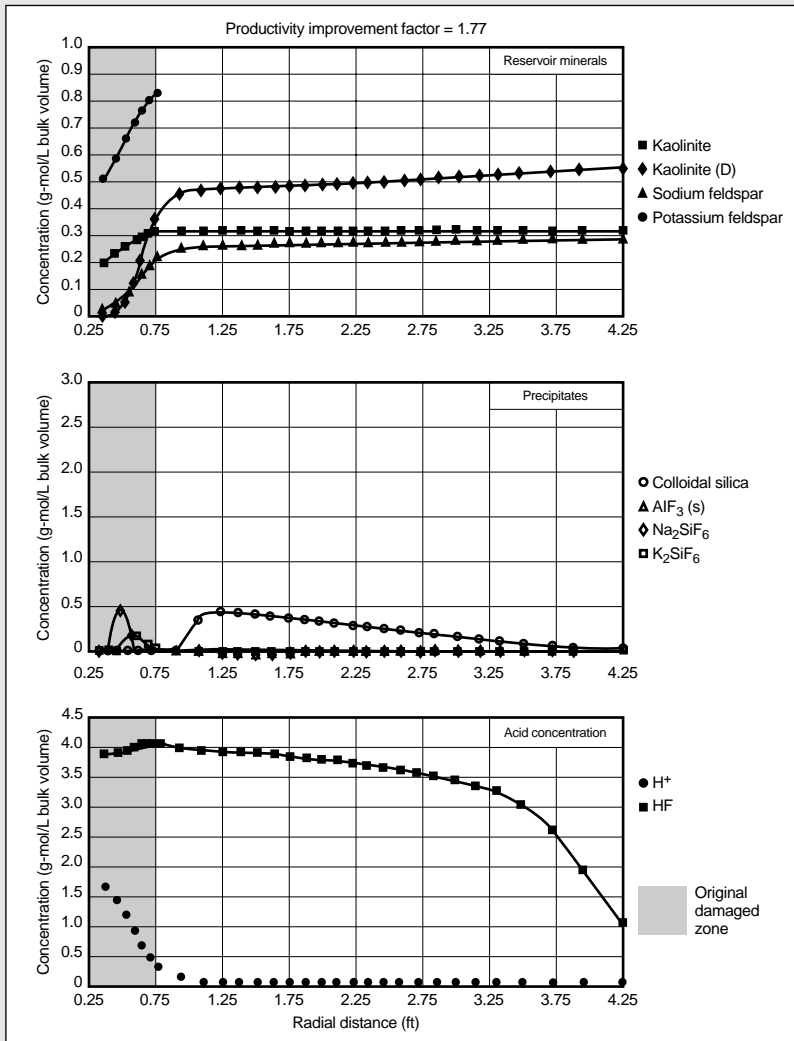 Productivity improvement factor = 1.77
Concentration (g-mol/L bulk volume)
1.0
0.9
0.8
0.7
0.6
0.5
0.4
0.3
0.2
0.1
0
Reservoir minerals
0.25 0.75 1.25 1.75 2.25 2.75 3.25 3.75 4.25
Kaolinite
Kaolinite (D)
Sodium feldspar
Potassium feldspar
Concentration (g-mol/L bulk volume)
3.0
2.5
2.0
1.5
1.0
0.5
0
Precipitates
0.25 0.75 1.25 1.75 2.25 2.75 3.25 3.75 4.25
Colloidal silica
AlF3 (s)
Na2SiF6
K2SiF6
Concentration (g-mol/L bulk volume)
4.5
4.0
3.5
3.0
2.5
2.0
1.5
1.0
0.5
0
Acid concentration
0.25 0.75 1.25 1.75 2.25 2.75 3.25 3.75 4.25
Radial distance (ft)
H+
HF
Original
damaged
zone